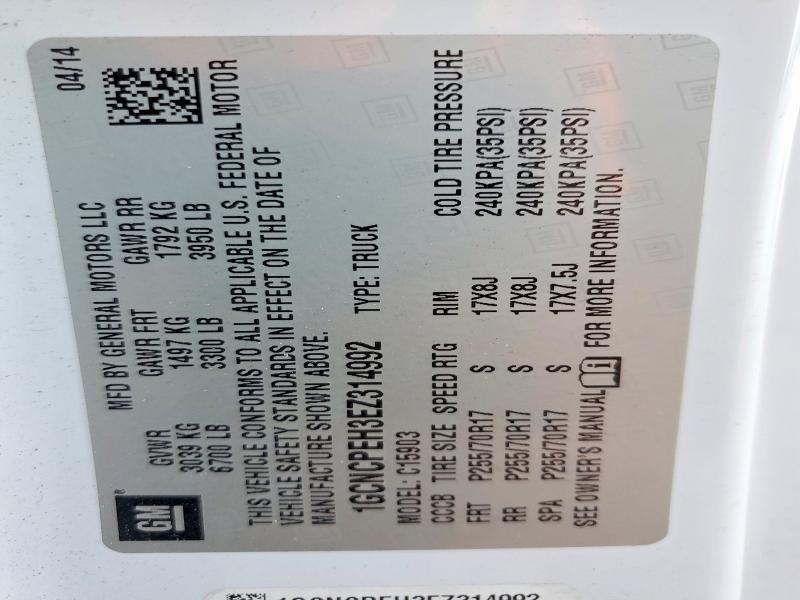 04/14
MFD BY GENERAL MOTORS LLC
GVWR GAWR FRT GAWR RR
3039 KG 1497 KG 1792 KG
6700 LB 3300 LB 3950 LB
GM®
THIS VEHICLE CONFORMS TO ALL APPLICABLE U.S. FEDERAL MOTOR
VEHICLE SAFETY STANDARDS IN EFFECT ON THE DATE OF
MANUFACTURE SHOWN ABOVE.
1GCNCPEH3EZ314992 TYPE: TRUCK
MODEL: C15903
CCCB TIRE SIZE SPEED RTG RIM COLD TIRE PRESSURE
FRT P255/70R17 S 17X8J 240KPA(35PSI)
RR P255/70R17 S 17X8J 240KPA(35PSI)
SPA P255/70R17 S 17X7.5J 240KPA(35PSI)
SEE OWNER'S MANUAL i FOR MORE INFORMATION.
1GCNCPEH3EZ314992